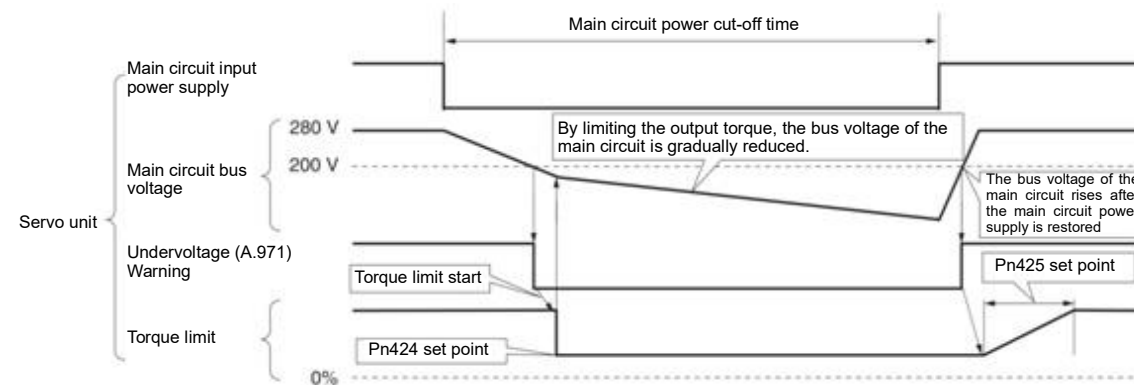 Main circuit power cut-off time
Main circuit input
power supply
280 V
By limiting the output torque, the bus voltage of the
main circuit is gradually reduced.
200 V
Main circuit bus
voltage
The bus voltage of the
main circuit rises after
the main circuit power
supply is restored
Servo unit
Undervoltage (A.971)
Warning
Torque limit start
Pn425 set point
Torque limit
Pn424 set point
0%